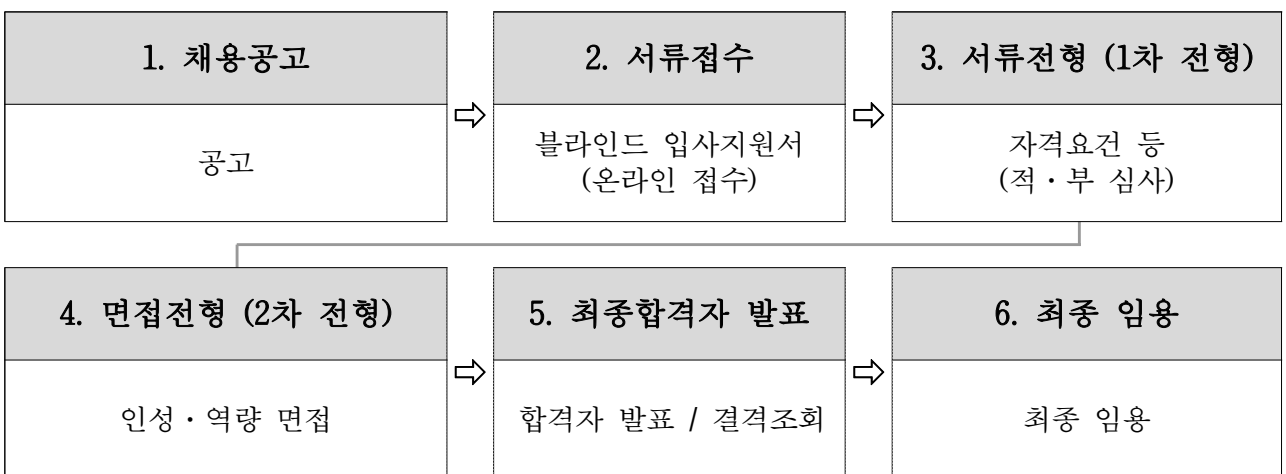 1. 채용공고
공고
⇨
2. 서류접수
블라인드 입사지원서
(온라인 접수)
⇨
3. 서류전형 (1차 전형)
자격요건 등
(적・부 심사)
4. 면접전형 (2차 전형)
인성・역량 면접
⇨
5. 최종합격자 발표
합격자 발표 / 결격조회
⇨
6. 최종 임용
최종 임용